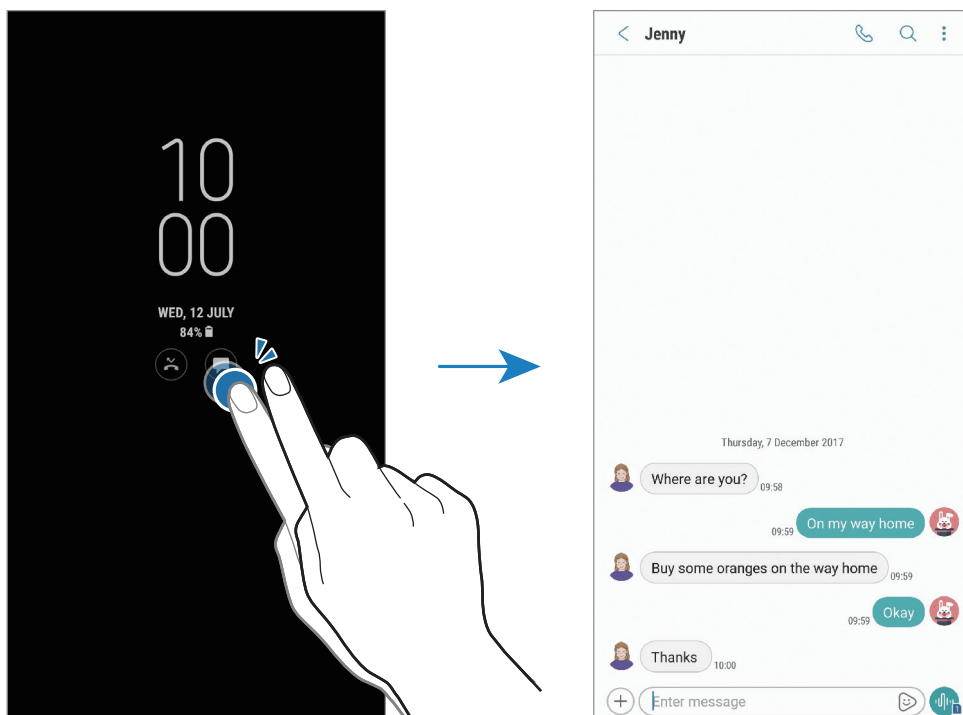 10
00
WED, 12 JULY
84%
Jenny
Thursday, 7 December 2017
Where are you?
09:58
On my way home
09:59
Buy some oranges on the way home
09:59
Okay
09:59
Thanks
10:00
Enter message
1